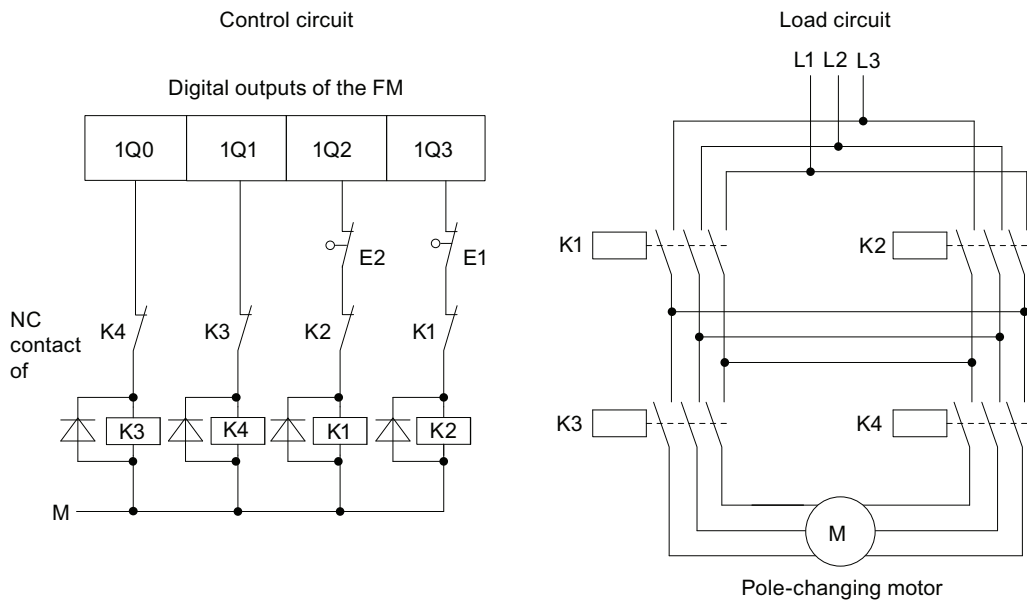 Control circuit
Load circuit
L1 L2 L3
Digital outputs of the FM
1Q0 1Q1 1Q2 1Q3
K1
K2
E2
E1
NC
contact
of
K4
K3
K2
K1
K3
K4
K1
K2
K3
K4
M
M
Pole-changing motor